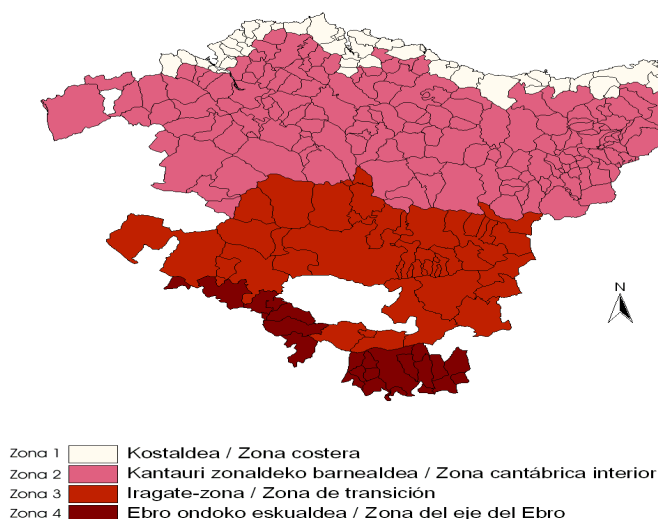 N
Zona 1 Kostaldea / Zona costera
Zona 2 Kantauri zonaldeko barnealdea / Zona cantábrica interior
Zona 3 Iragate-zona / Zona de transición
Zona 4 Ebro ondoko eskualdea / Zona del eje del Ebro